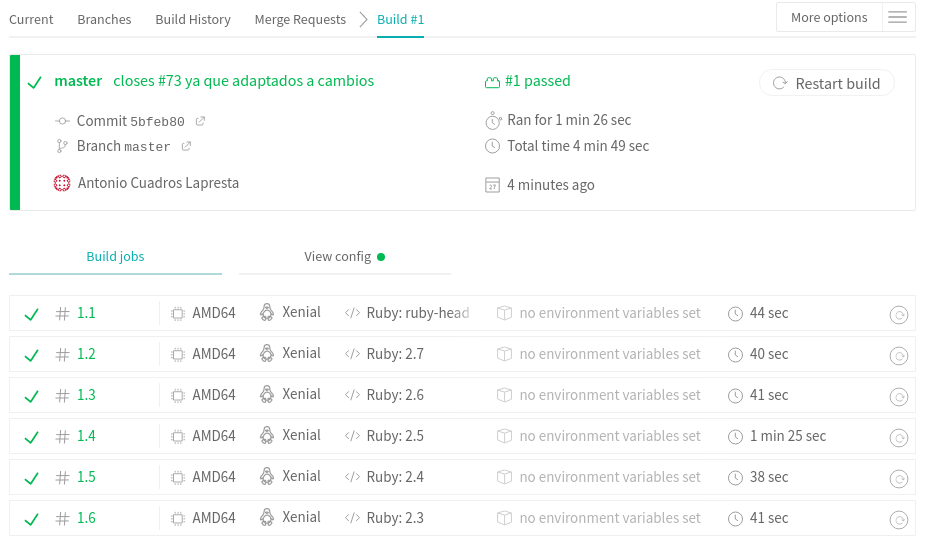 Current Branches Build History Merge Requests Build #1 More options
master closes #73 ya que adaptados a cambios
Commit 5bfeb80
Branch master
Antonio Cuadros Lapresta
#1 passed
Ran for 1 min 26 sec
Total time 4 min 49 sec
27
4 minutes ago
Restart build
Build jobs View config
# 1.1 AMD64 Xenial </> Ruby: ruby-head no environment variables set 44 sec
# 1.2 AMD64 Xenial </> Ruby: 2.7 no environment variables set 40 sec
# 1.3 AMD64 Xenial </> Ruby: 2.6 no environment variables set 41 sec
# 1.4 AMD64 Xenial </> Ruby: 2.5 no environment variables set 1 min 25 sec
# 1.5 AMD64 Xenial </> Ruby: 2.4 no environment variables set 38 sec
# 1.6 AMD64 Xenial </> Ruby: 2.3 no environment variables set 41 sec